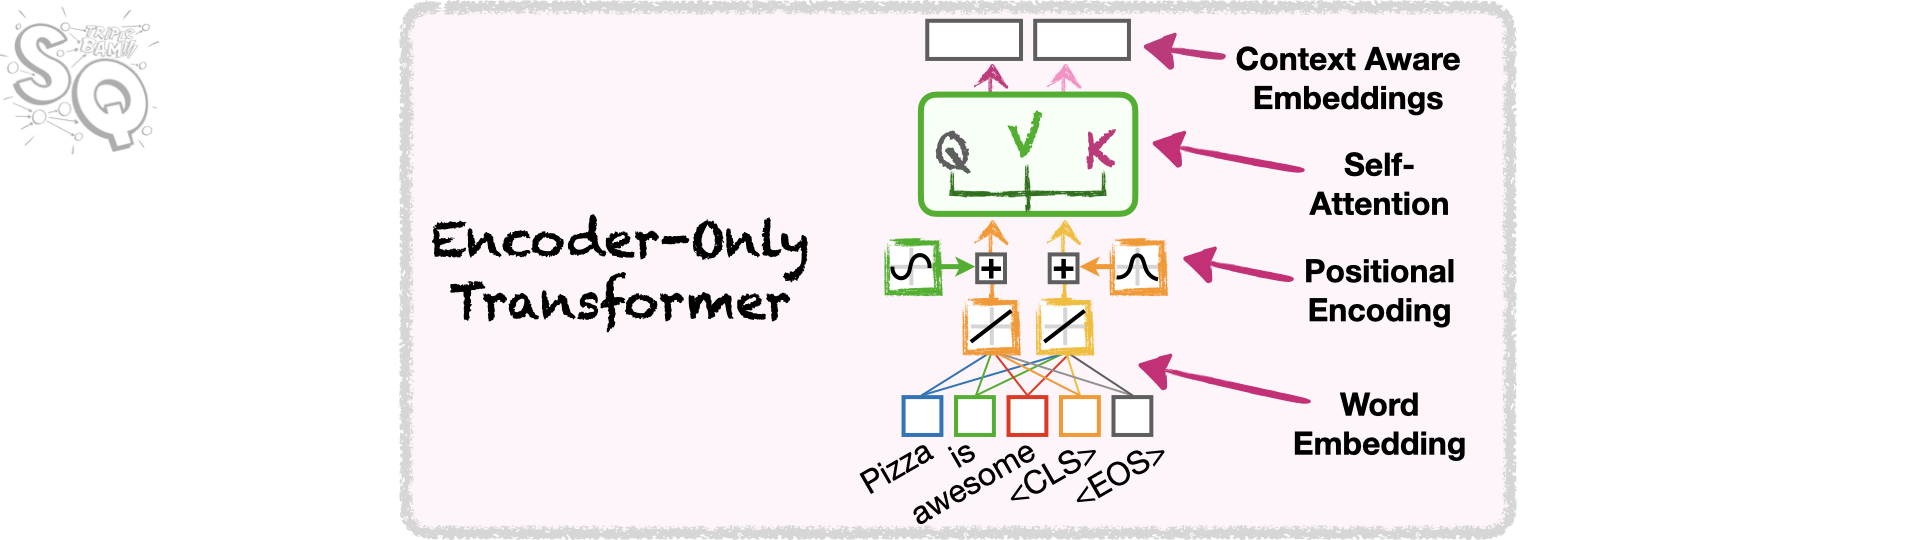 SQ
TRIPLE
BAM!!!
Encoder-Only
Transformer
Context Aware
Embeddings
Q V K
Self-
Attention
Positional
Encoding
+ +
Word
Embedding
Pizza
is
awesome
<CLS>
<EOS>